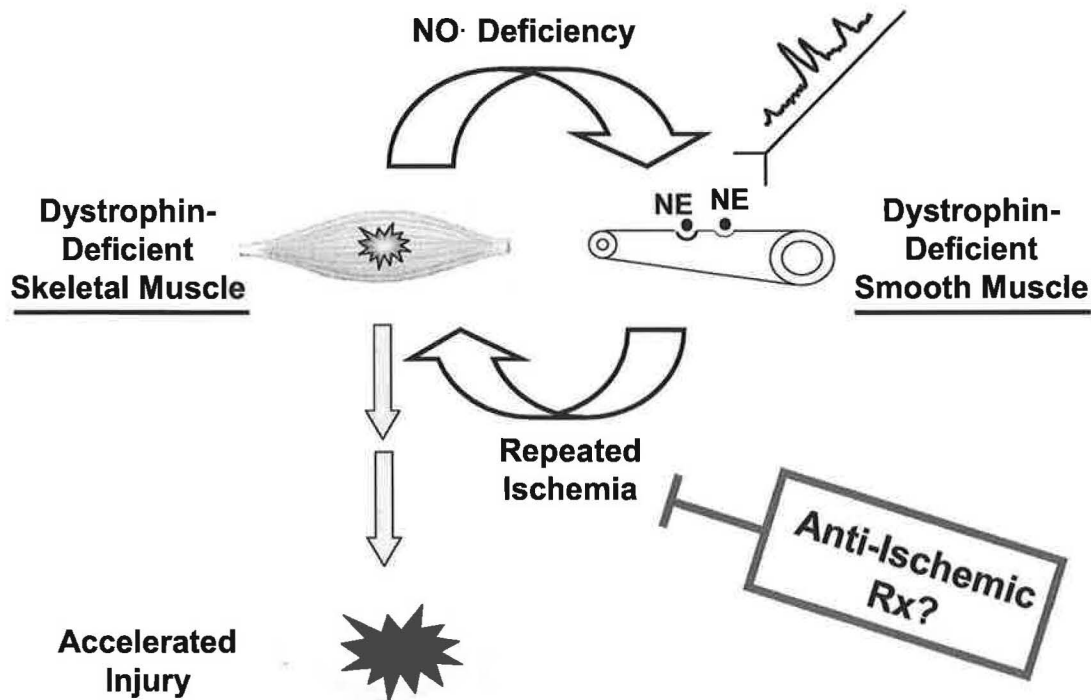 NO· Deficiency
NE NE
Dystrophin-
Deficient
Skeletal Muscle
Dystrophin-
Deficient
Smooth Muscle
Repeated
Ischemia
Anti-Ischemic
Rx?
Accelerated
Injury